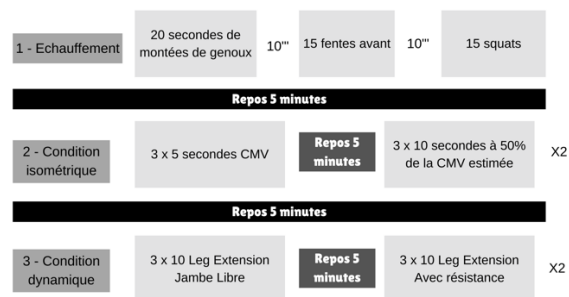 1 - Echauffement
20 secondes de
montées de genoux
10'"
15 fentes avant
10'"
15 squats
Repos 5 minutes
2 - Condition
isométrique
3 x 5 secondes CMV
Repos 5
minutes
3 x 10 secondes à 50%
de la CMV estimée
X2
Repos 5 minutes
3 - Condition
dynamique
3 x 10 Leg Extension
Jambe Libre
Repos 5
minutes
3 x 10 Leg Extension
Avec résistance
X2